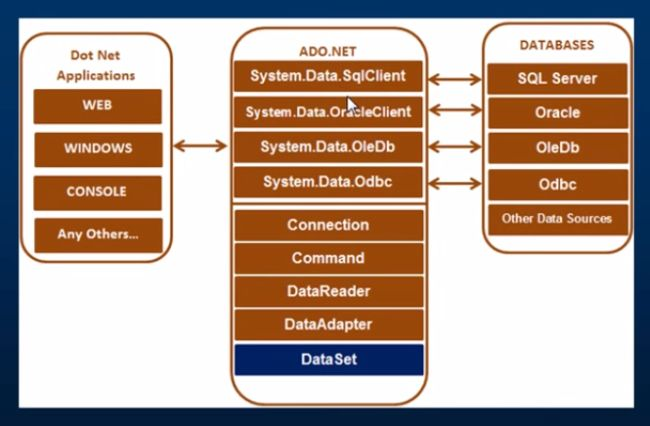 Dot Net
Applications
WEB
WINDOWS
CONSOLE
Any Others...
ADO.NET
System.Data.SqlClient
System.Data.OracleClient
System.Data.OleDb
System.Data.Odbc
Connection
Command
DataReader
DataAdapter
DataSet
DATABASES
SQL Server
Oracle
OleDb
Odbc
Other Data Sources